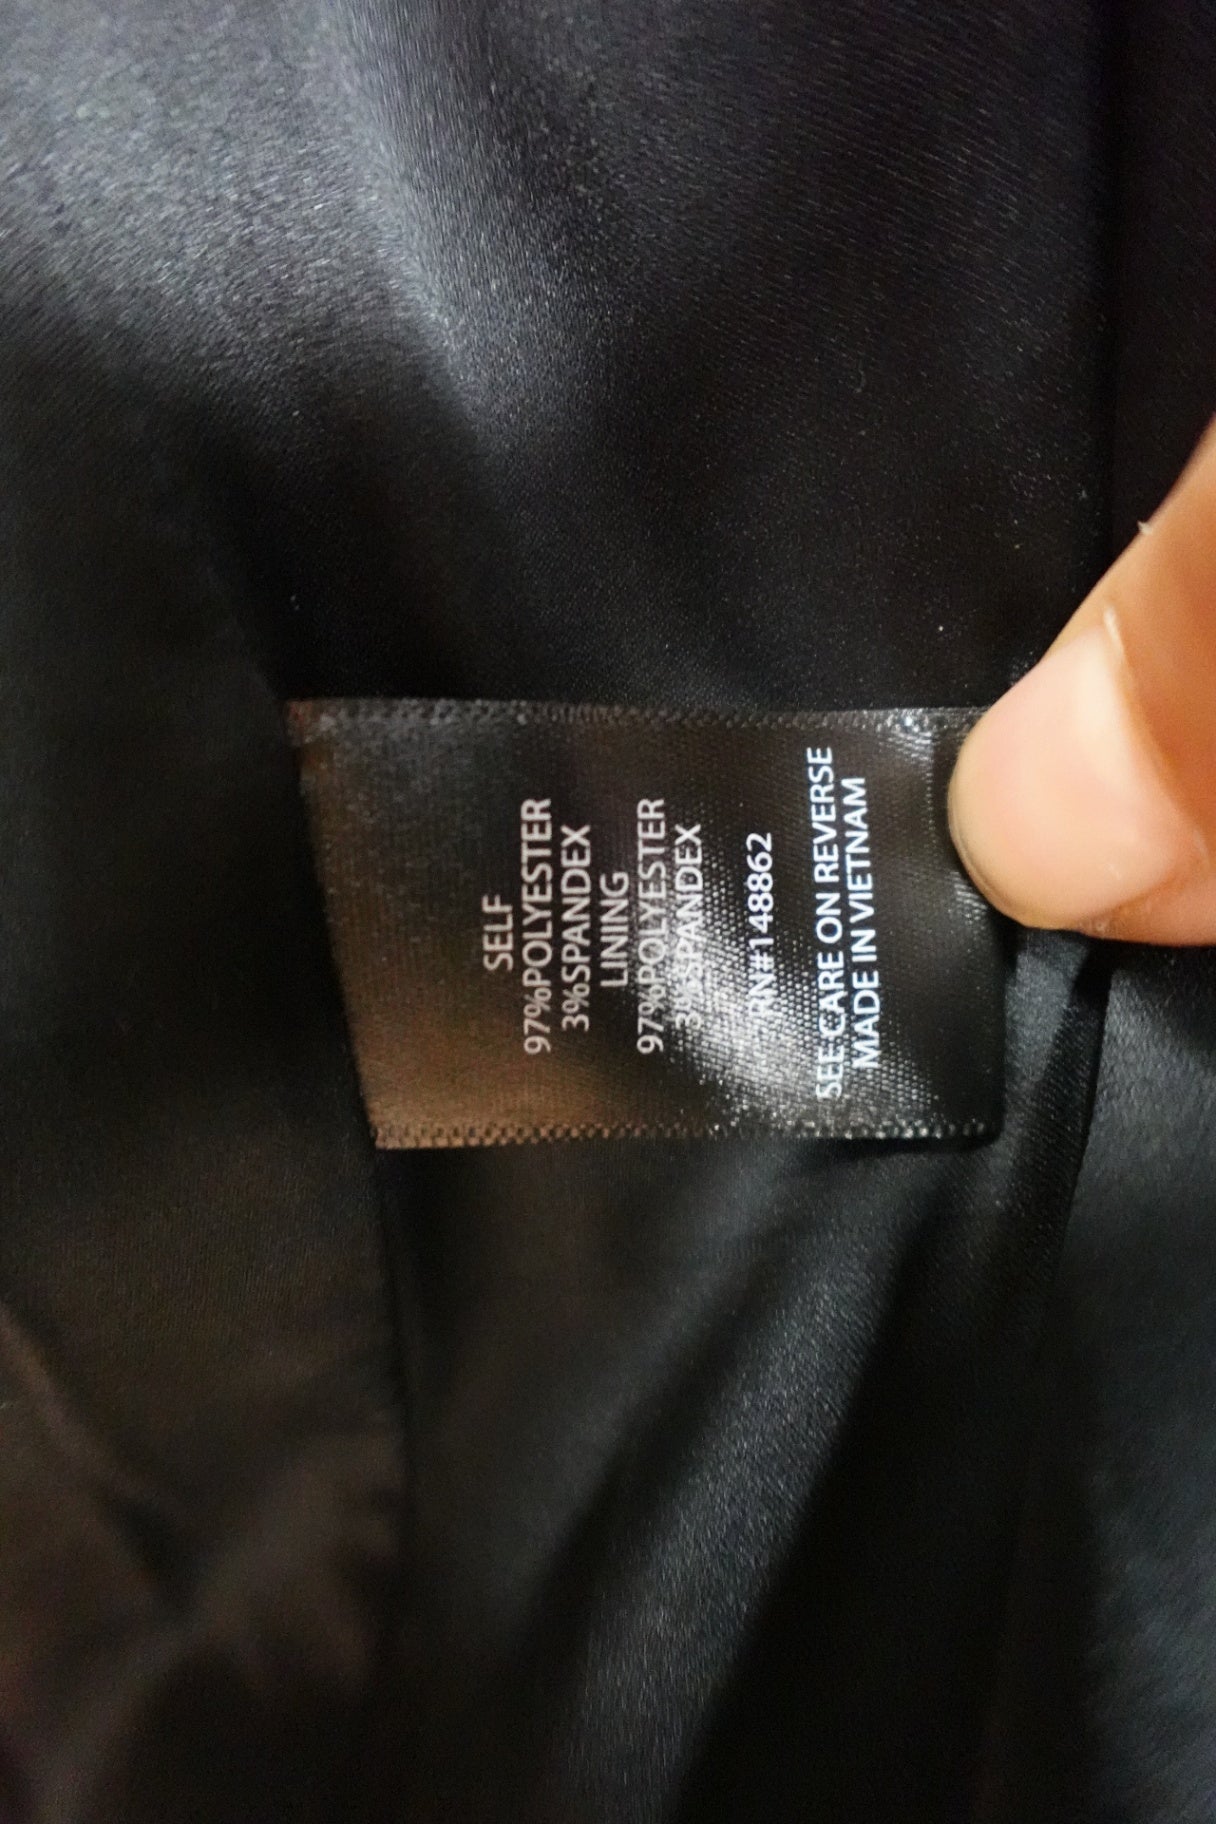 SELF
97%POLYESTER
3%SPANDEX
LINING
97%POLYESTER
3%SPANDEX
RN#148862
SEE CARE ON REVERSE
MADE IN VIETNAM